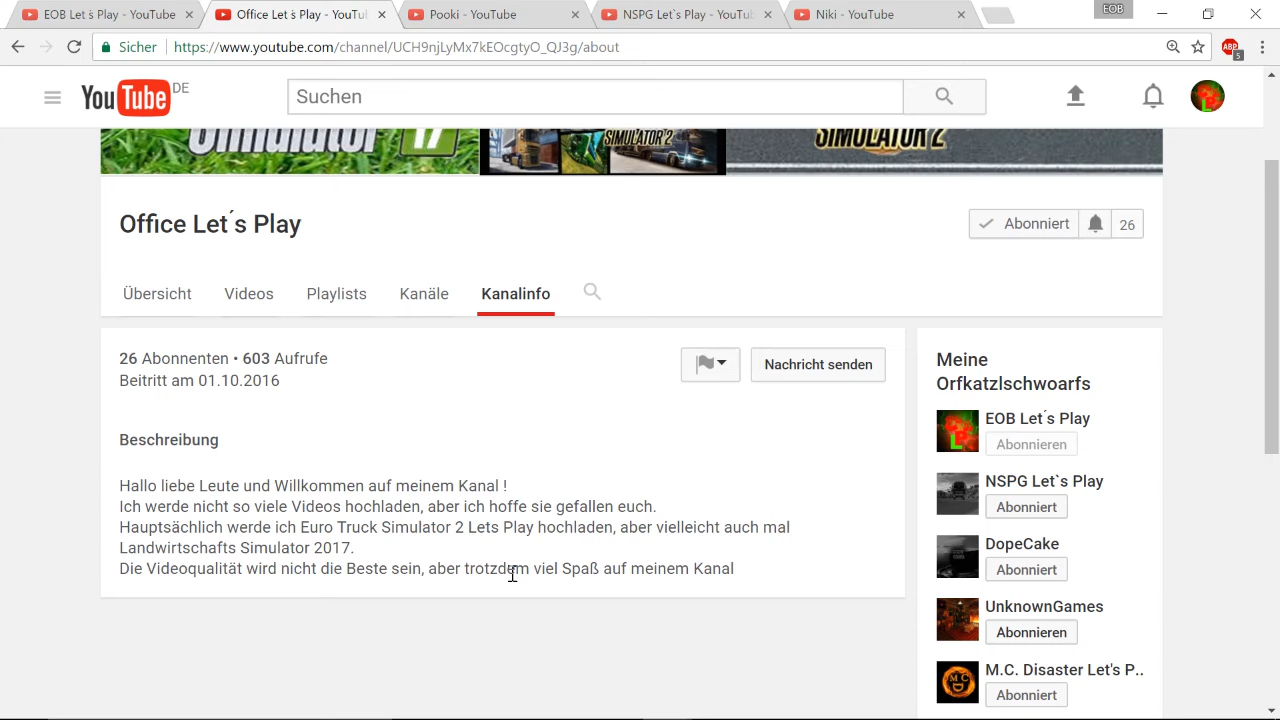 EOB Let´s Play - YouTu
Office Let´s Play - YouTu
Pooki - YouTube
NSPG Let`s Play - YouTu
Niki - YouTube
EOB
Sicher
https://www.youtube.com/channel/UCH9njLyMx7kEOcgtyO_QJ3g/about
ABP
5
YouTube DE
Suchen
Simulator 17
SIMULATOR 2
SIMULATOR 2
Office Let´s Play
Abonniert
26
Übersicht
Videos
Playlists
Kanäle
Kanalinfo
26 Abonnenten • 603 Aufrufe
Beitritt am 01.10.2016
Nachricht senden
Beschreibung
Hallo liebe Leute und Willkommen auf meinem Kanal !
Ich werde nicht so viele Videos hochladen, aber ich hoffe sie gefallen euch.
Hauptsächlich werde ich Euro Truck Simulator 2 Lets Play hochladen, aber vielleicht auch mal
Landwirtschafts Simulator 2017.
Die Videoqualität wird nicht die Beste sein, aber trotzdem viel Spaß auf meinem Kanal
Meine
Orfkatzlschwoarfs
EOB Let´s Play
Abonnieren
NSPG Let`s Play
Abonniert
DopeCake
Abonniert
UnknownGames
Abonnieren
M.C. Disaster Let's P..
Abonniert